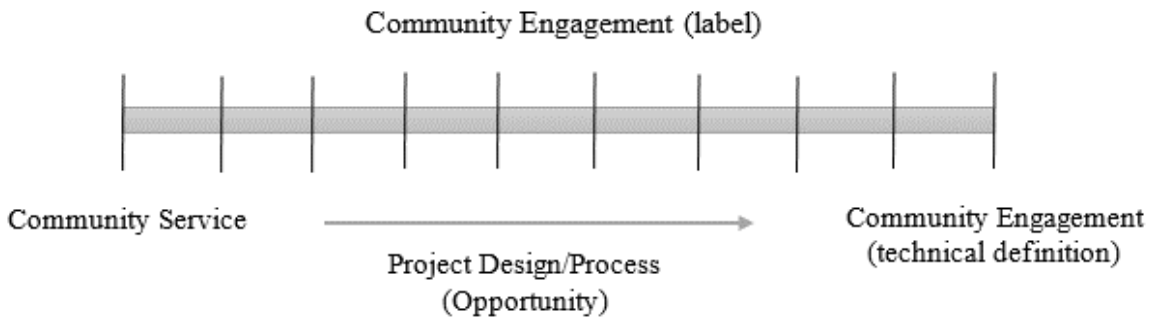 Community Engagement (label)
Community Service
Community Engagement
(technical definition)
Project Design/Process
(Opportunity)